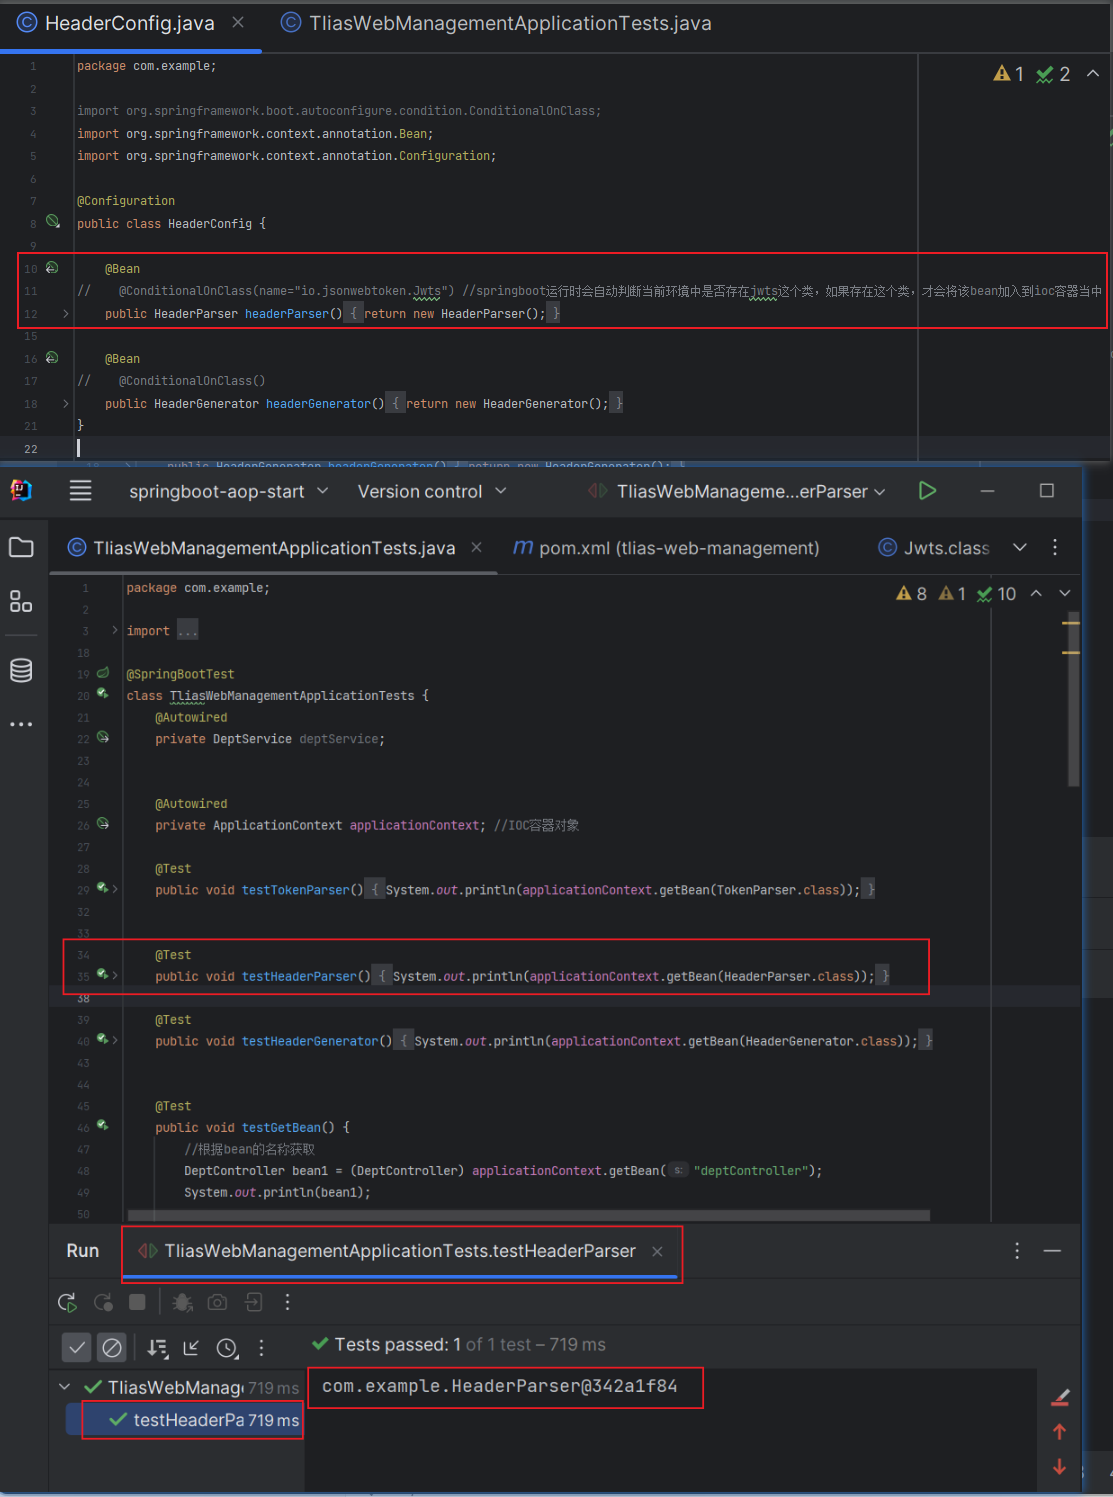 HeaderConfig.java
TliasWebManagementApplicationTests.java
1 package com.example;
1 2
2
3 import org.springframework.boot.autoconfigure.condition.ConditionalOnClass;
4 import org.springframework.context.annotation.Bean;
5 import org.springframework.context.annotation.Configuration;
6
7 @Configuration
8 public class HeaderConfig {
9
10 @Bean
11 // @ConditionalOnClass(name="io.jsonwebtoken.Jwts") //springboot运行时会自动判断当前环境中是否存在jwts这个类，如果存在这个类，才会将该bean加入到ioc容器当中
12 public HeaderParser headerParser() { return new HeaderParser(); }
15
16 @Bean
17 // @ConditionalOnClass()
18 public HeaderGenerator headerGenerator() { return new HeaderGenerator(); }
21 }
22
18 public HeaderGenerator headerGenerator() { return new HeaderGenerator(); }
springboot-aop-start Version control TliasWebManageme...erParser
TliasWebManagementApplicationTests.java pom.xml (tlias-web-management) Jwts.class
1 package com.example;
8 1 10
2
3 import ...
18
19 @SpringBootTest
20 class TliasWebManagementApplicationTests {
21 @Autowired
22 private DeptService deptService;
23
24
25 @Autowired
26 private ApplicationContext applicationContext; //IOC容器对象
27
28 @Test
29 public void testTokenParser() { System.out.println(applicationContext.getBean(TokenParser.class)); }
32
33
34 @Test
35 public void testHeaderParser() { System.out.println(applicationContext.getBean(HeaderParser.class)); }
38
39 @Test
40 public void testHeaderGenerator() { System.out.println(applicationContext.getBean(HeaderGenerator.class)); }
43
44
45 @Test
46 public void testGetBean() {
47 //根据bean的名称获取
48 DeptController bean1 = (DeptController) applicationContext.getBean( s: "deptController");
49 System.out.println(bean1);
50
Run TliasWebManagementApplicationTests.testHeaderParser
Tests passed: 1 of 1 test – 719 ms
TliasWebManag 719 ms
com.example.HeaderParser@342a1f84
testHeaderPa 719 ms